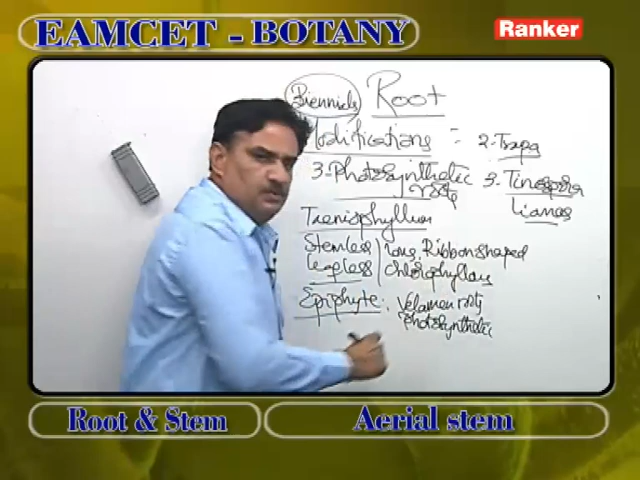 EAMCET - BOTANY
Ranker
Biennials Root
Modifications :- 2-Trapa
3-Photosynthetic roots 3-Tinospora
Lianas
Taeniophyllum
Stemless long, Ribbon shaped
Leafless chlorophyllous
Epiphyte:. Velamen roots
Photosynthetic
Root & Stem
Aerial stem